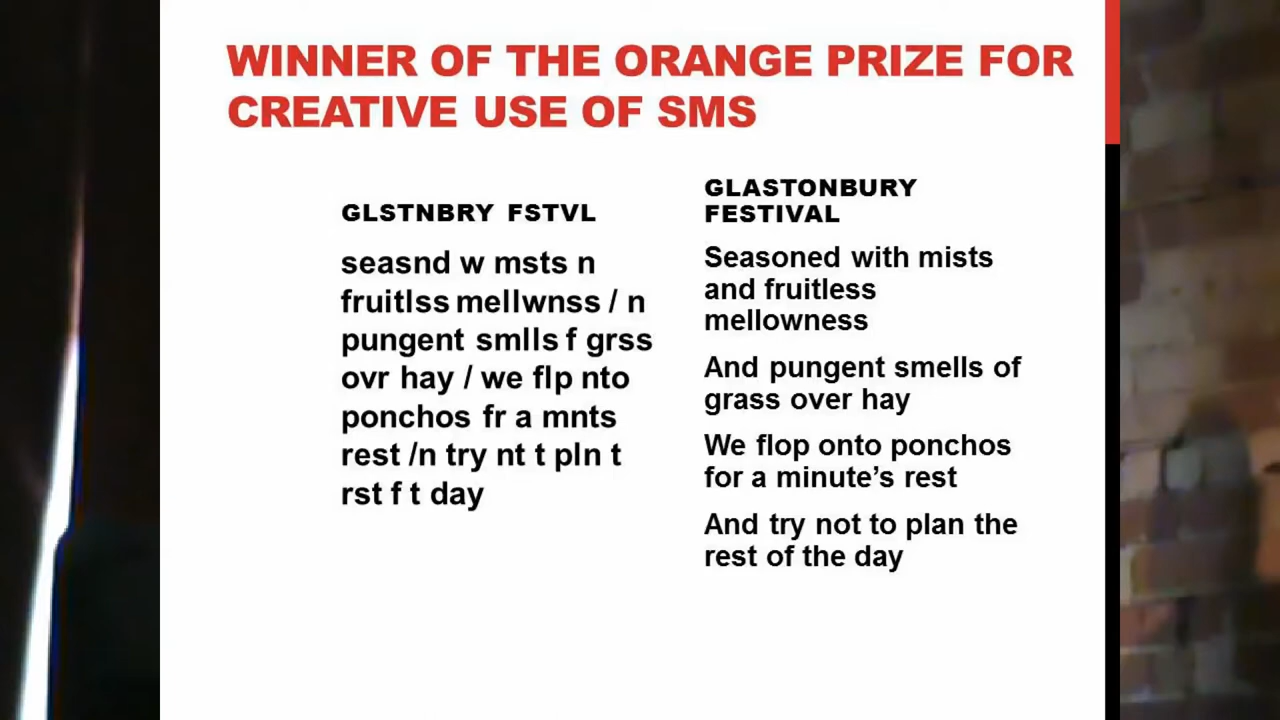 WINNER OF THE ORANGE PRIZE FOR
CREATIVE USE OF SMS
GLSTNBRY FSTVL
seasnd w msts n
fruitlss mellwnss / n
pungent smlls f grss
ovr hay / we flp nto
ponchos fr a mnts
rest /n try nt t pln t
rst f t day
GLASTONBURY
FESTIVAL
Seasoned with mists
and fruitless
mellowness
And pungent smells of
grass over hay
We flop onto ponchos
for a minute’s rest
And try not to plan the
rest of the day